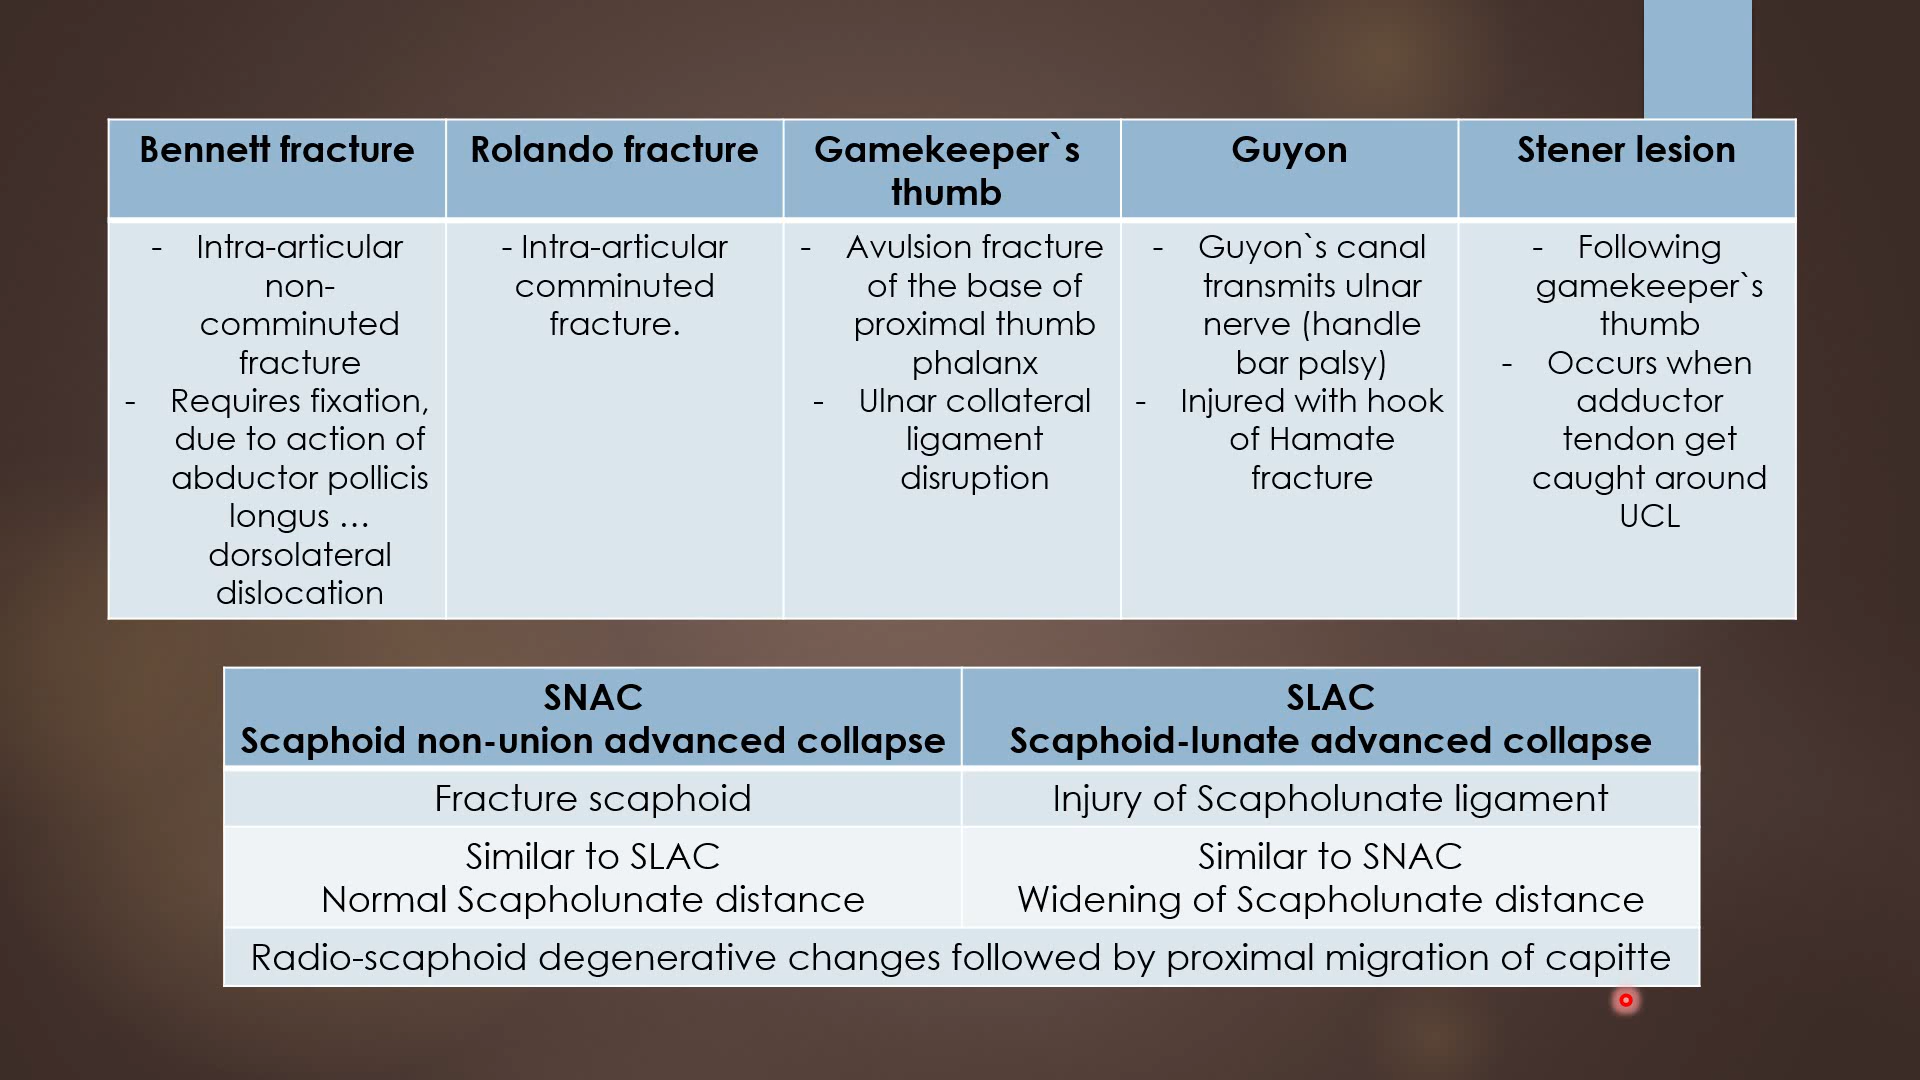 Bennett fracture
- Intra-articular
non-
comminuted
fracture
- Requires fixation,
due to action of
abductor pollicis
longus …
dorsolateral
dislocation
Rolando fracture
- Intra-articular
comminuted
fracture.
Gamekeeper`s
thumb
- Avulsion fracture
of the base of
proximal thumb
phalanx
- Ulnar collateral
ligament
disruption
Guyon
- Guyon`s canal
transmits ulnar
nerve (handle
bar palsy)
- Injured with hook
of Hamate
fracture
Stener lesion
- Following
gamekeeper`s
thumb
- Occurs when
adductor
tendon get
caught around
UCL
SNAC
Scaphoid non-union advanced collapse
SLAC
Scaphoid-lunate advanced collapse
Fracture scaphoid
Injury of Scapholunate ligament
Similar to SLAC
Normal Scapholunate distance
Similar to SNAC
Widening of Scapholunate distance
Radio-scaphoid degenerative changes followed by proximal migration of capitte